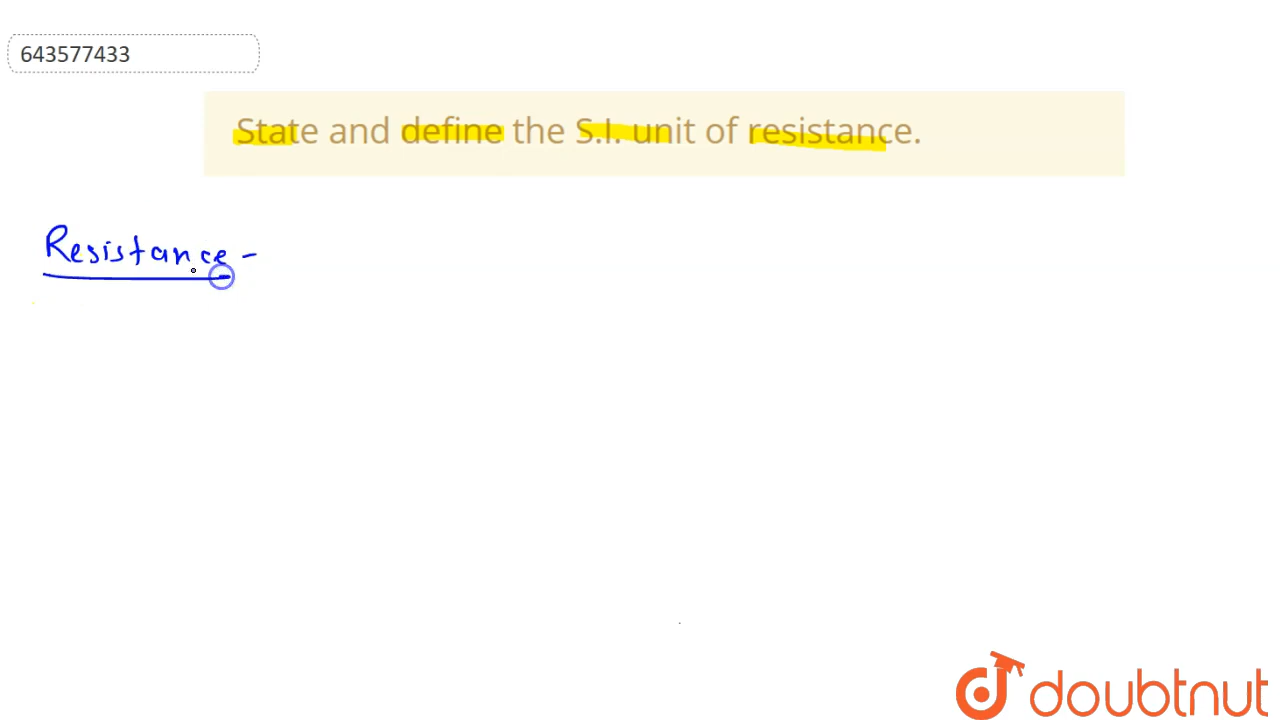 643577433
State and define the S.I. unit of resistance.
Resistance -
doubtnut